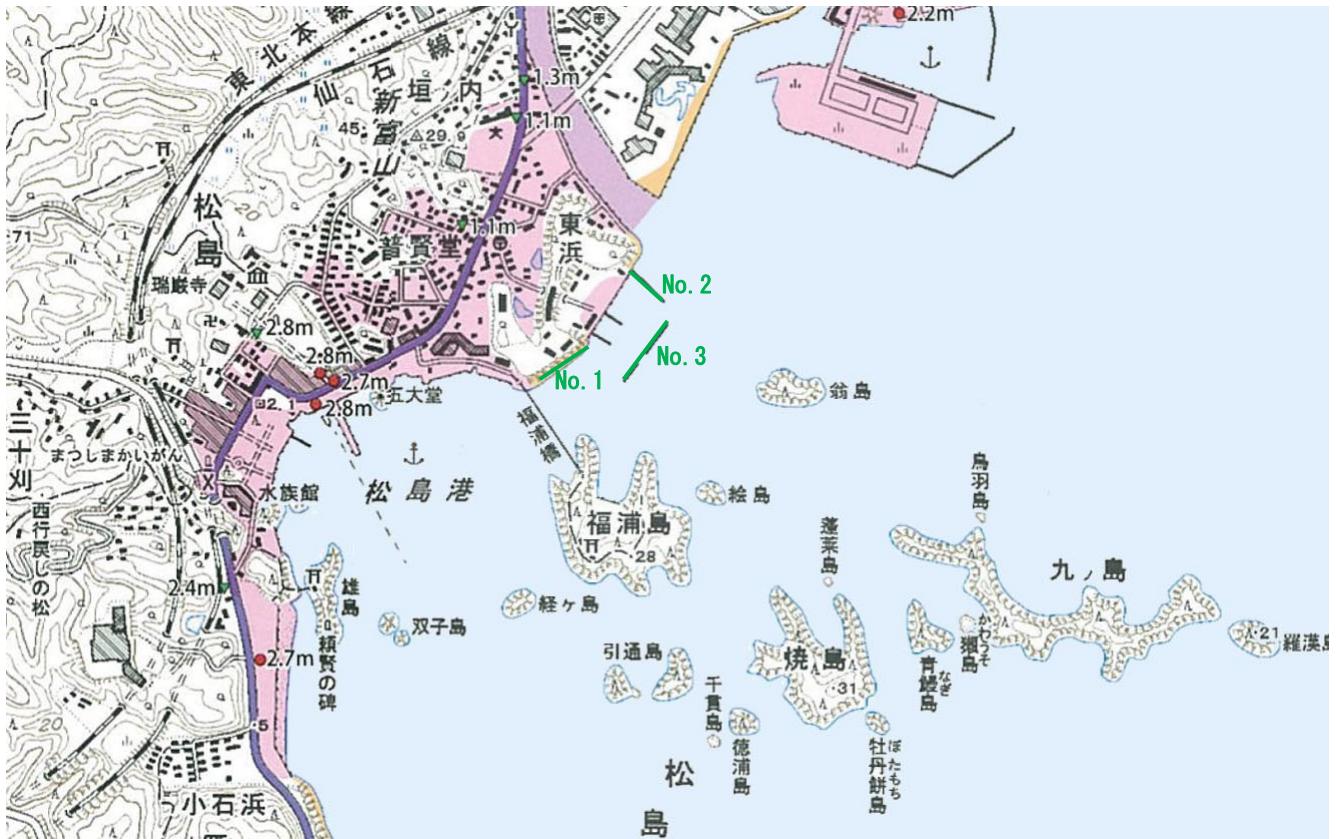 2.2m
東北本線
仙石線
新富山
垣内
1.3m
1.1m
45
29.9
文
松島
20
71
1.1m
普賢堂
東浜
No. 2
瑞巌寺
卍
2.8m
No. 3
No. 1
2.8m
2.7m
2.8m
五大堂
2.1
翁島
福浦橋
三十刈
まつしまかいがん
松島港
水族館
西行戻しの松
絵島
鳥羽島
福浦島
28
蓬莱島
九ノ島
2.4m
雄島
経ヶ島
双子島
頼賢の碑
引通島
焼島
31
かわうそ
獺島
21
羅漢島
なぎ
2.7m
千貫島
徳浦島
ぼたもち
牡丹餅島
20
5
小石浜
松島